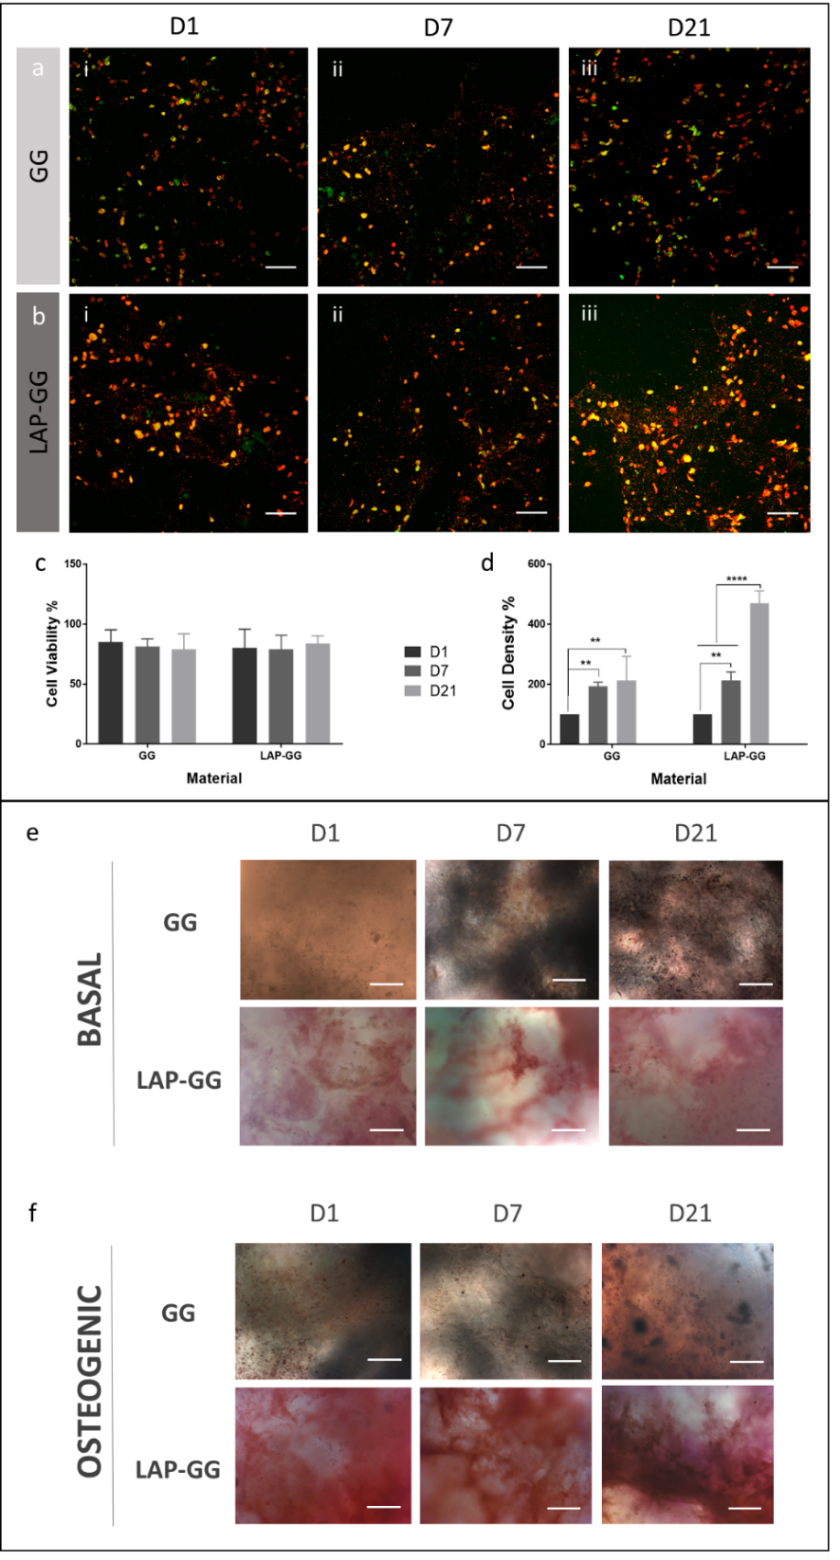 D1 D7 D21
a i ii iii
GG
b i ii iii
LAP-GG
c d
150 600
100 400
50 200
0 0
Cell Viability %
Cell Density %
D1
D7
D21
** ** ** ****
GG LAP-GG GG LAP-GG
Material Material
e D1 D7 D21
BASAL
GG
LAP-GG
f D1 D7 D21
OSTEOGENIC
GG
LAP-GG